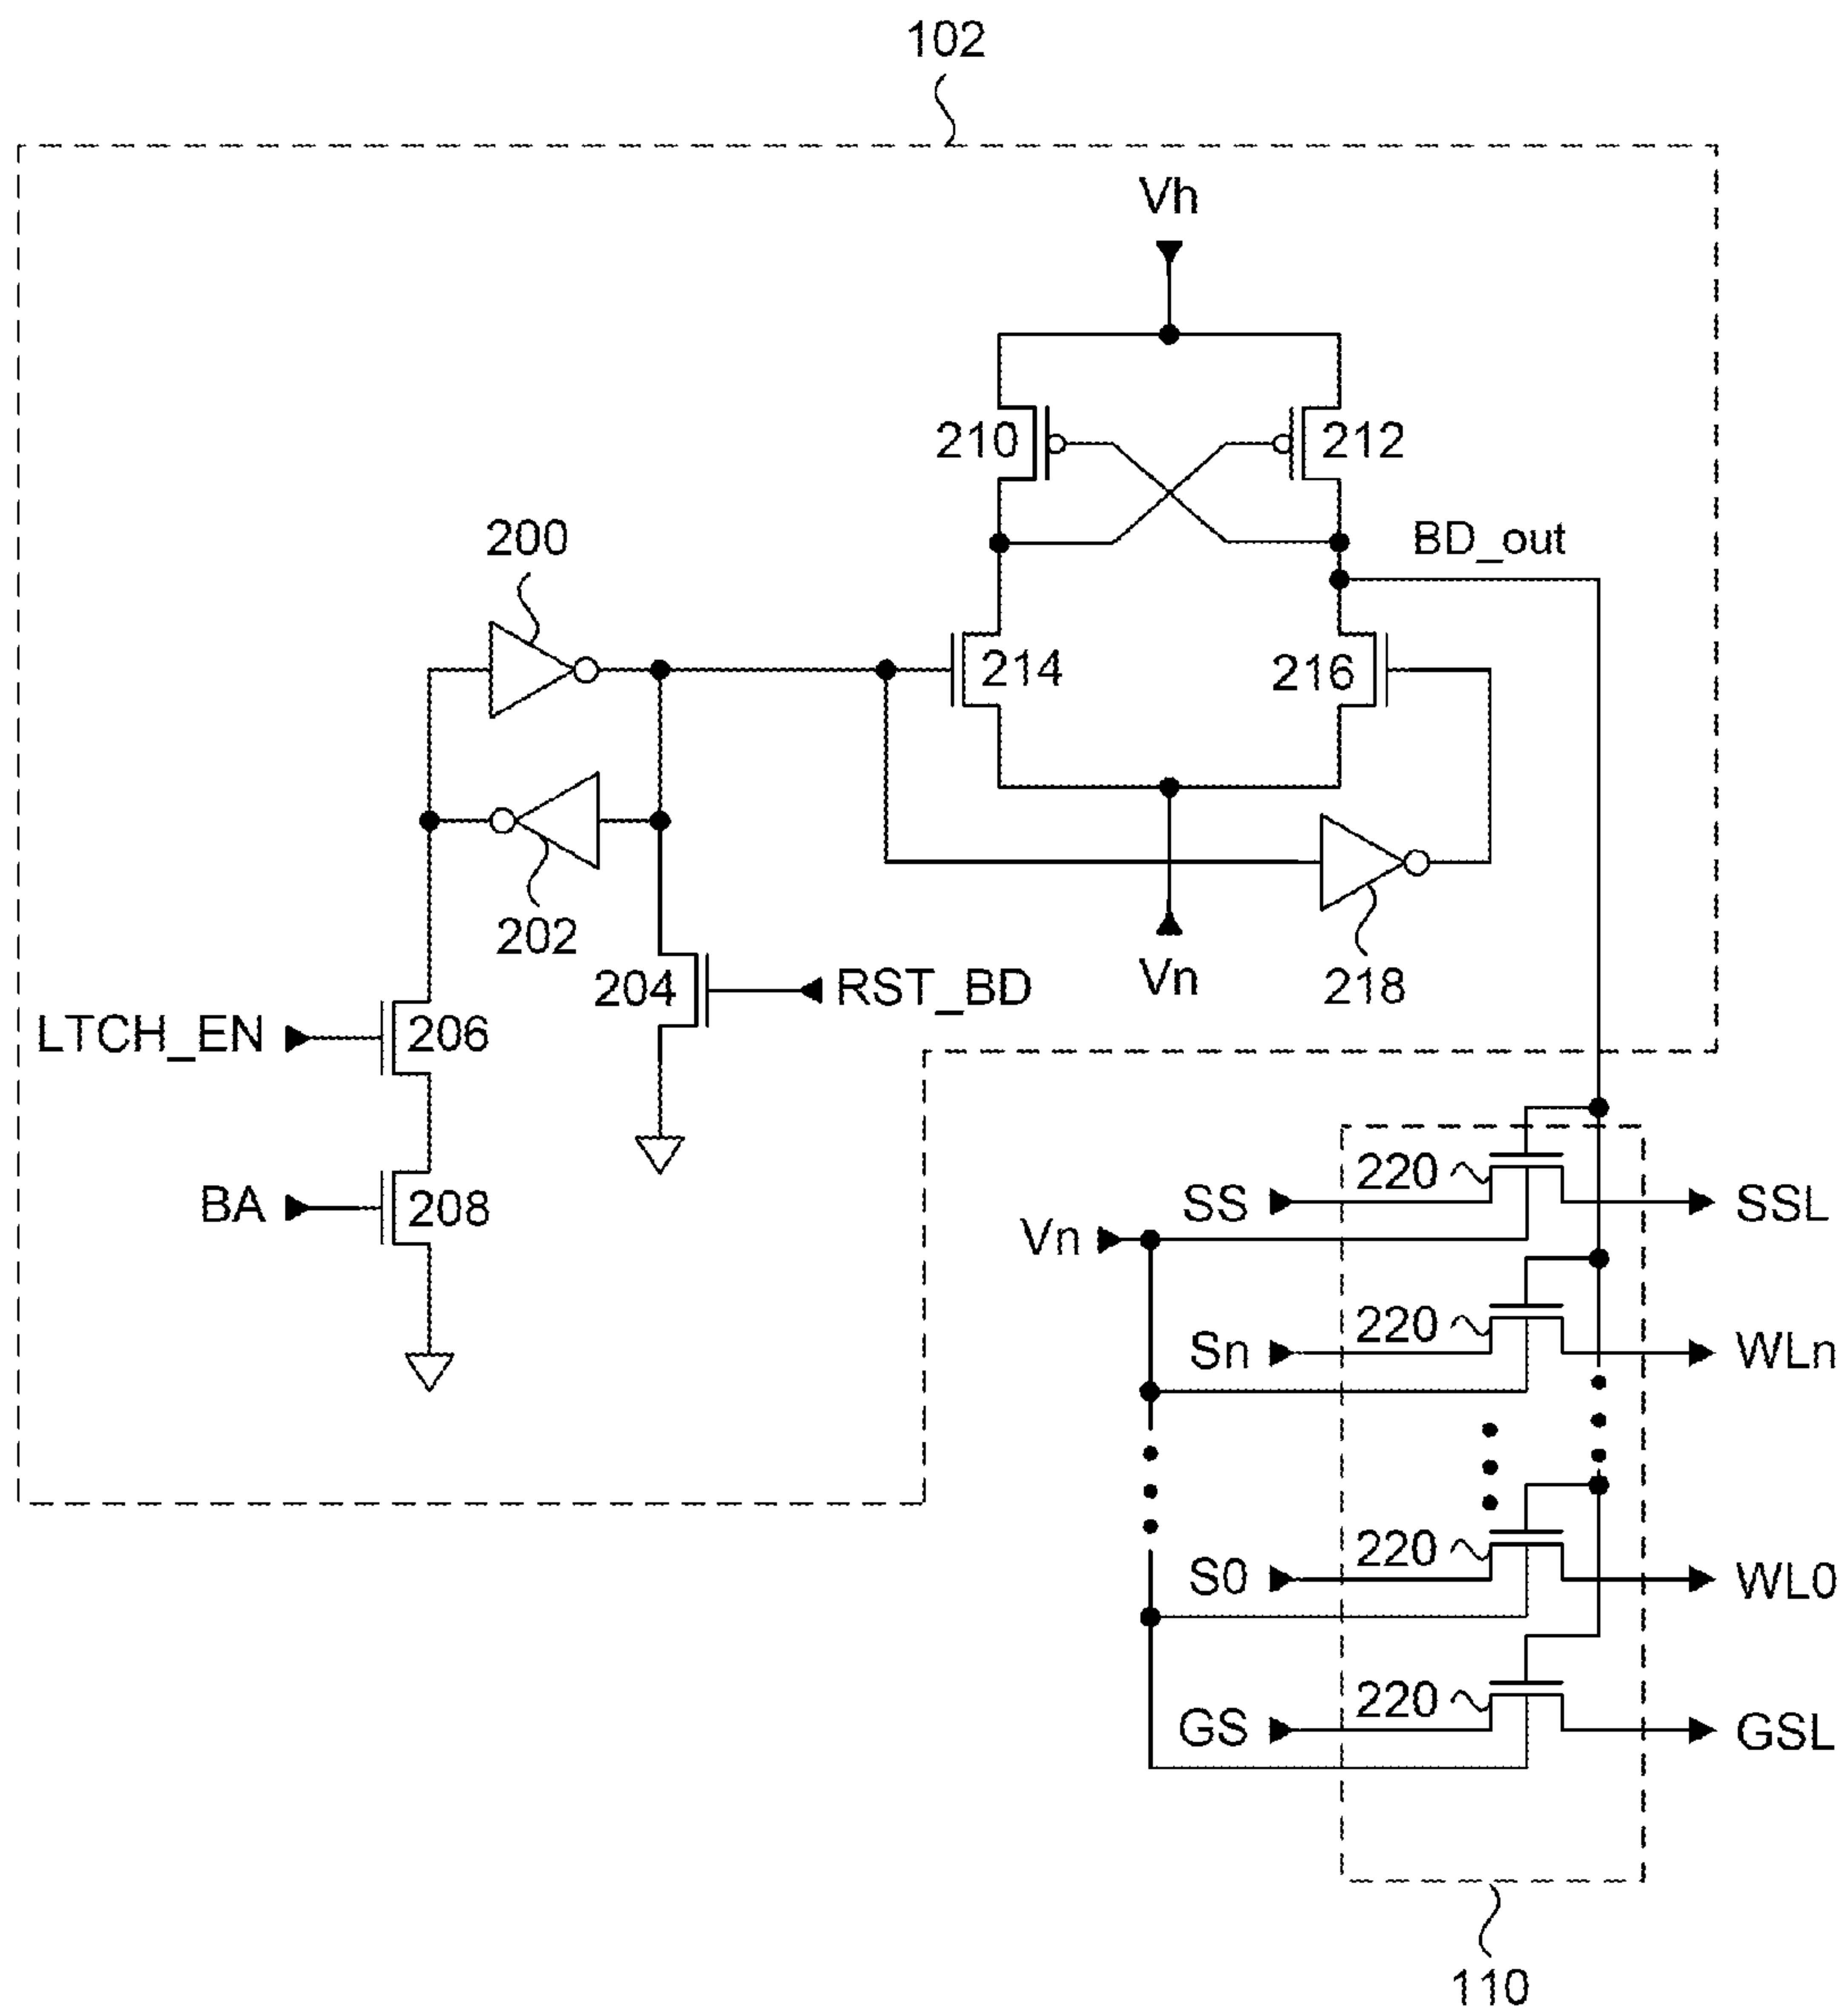 102
Vh
210
212
200
BD_out
214
216
202
204
RST_BD
Vn
218
LTCH_EN
206
BA
208
220
SS
SSL
Vn
220
Sn
WLn
220
S0
WL0
220
GS
GSL
110